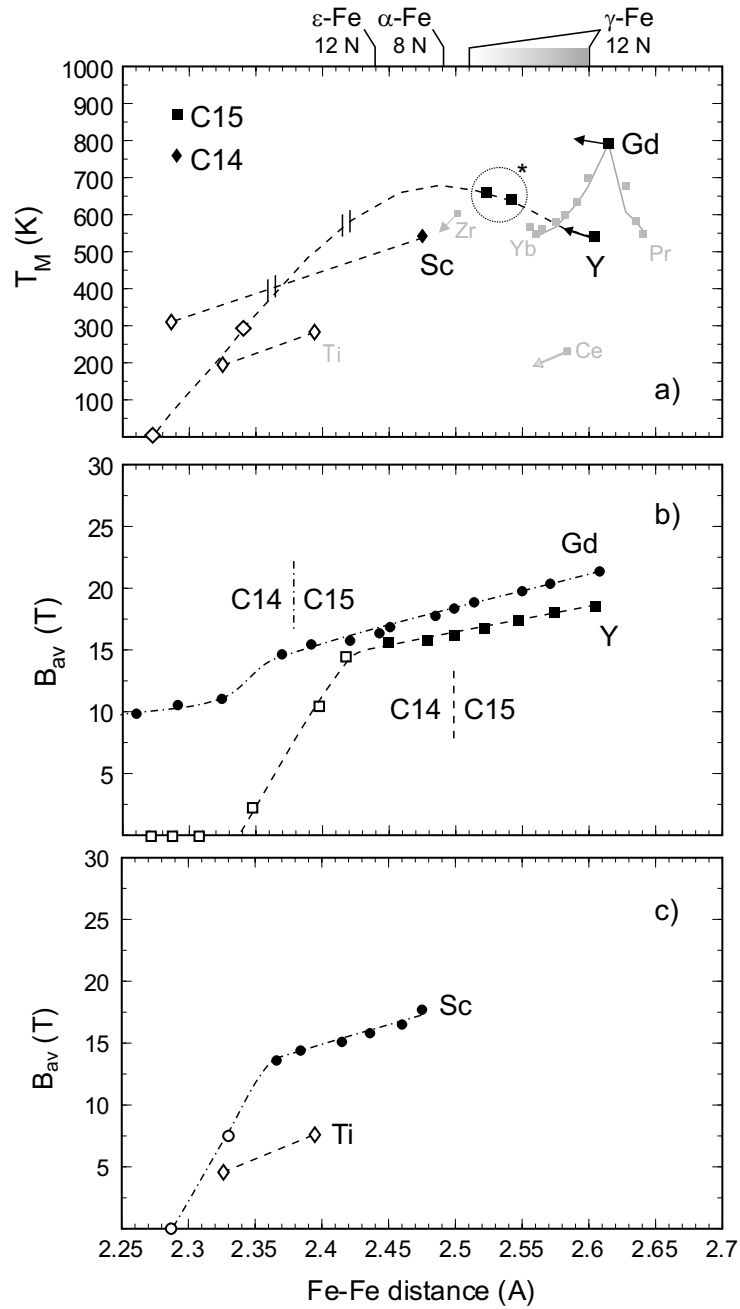 ε-Fe α-Fe γ-Fe
12 N 8 N 12 N
1000
900
800
700
600
500
400
300
200
100
T_M (K)
C15
C14
Gd
*
Zr
Sc
Yb
Y
Pr
Ti
Ce
a)
30
25
20
15
10
5
B_av (T)
b)
Gd
C14 C15
Y
C14 C15
30
25
20
15
10
5
B_av (T)
c)
Sc
Ti
2.25 2.3 2.35 2.4 2.45 2.5 2.55 2.6 2.65 2.7
Fe-Fe distance (A)